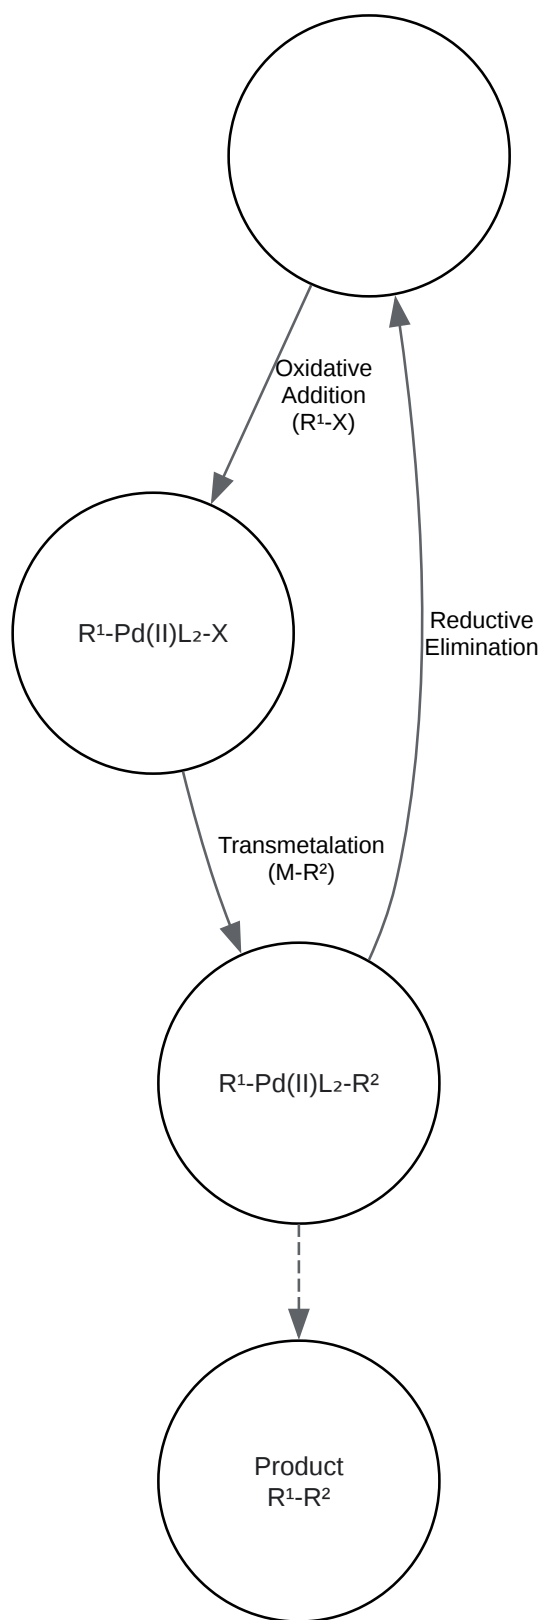 Oxidative
Addition
(R¹-X)
R¹-Pd(II)L₂-X
Reductive
Elimination
Transmetalation
(M-R²)
R¹-Pd(II)L₂-R²
Product
R¹-R²